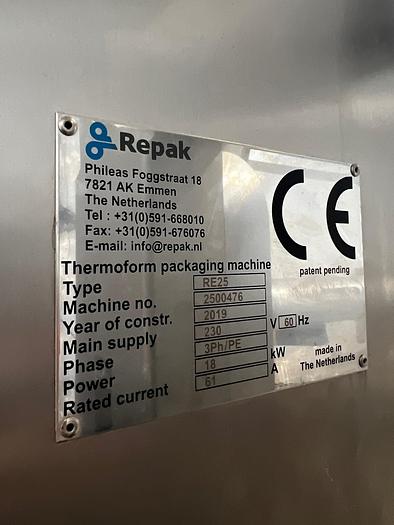 Repak
Phileas Foggstraat 18
7821 AK Emmen
The Netherlands
Tel : +31(0)591-668010
Fax: +31(0)591-676076
E-mail: info@repak.nl
CE
patent pending
Thermoform packaging machine
Type RE25
Machine no. 2500476
Year of constr. 2019
Main supply 230 V 60 Hz
Phase 3Ph/PE
Power 18 kW
Rated current 61 A
made in
The Netherlands